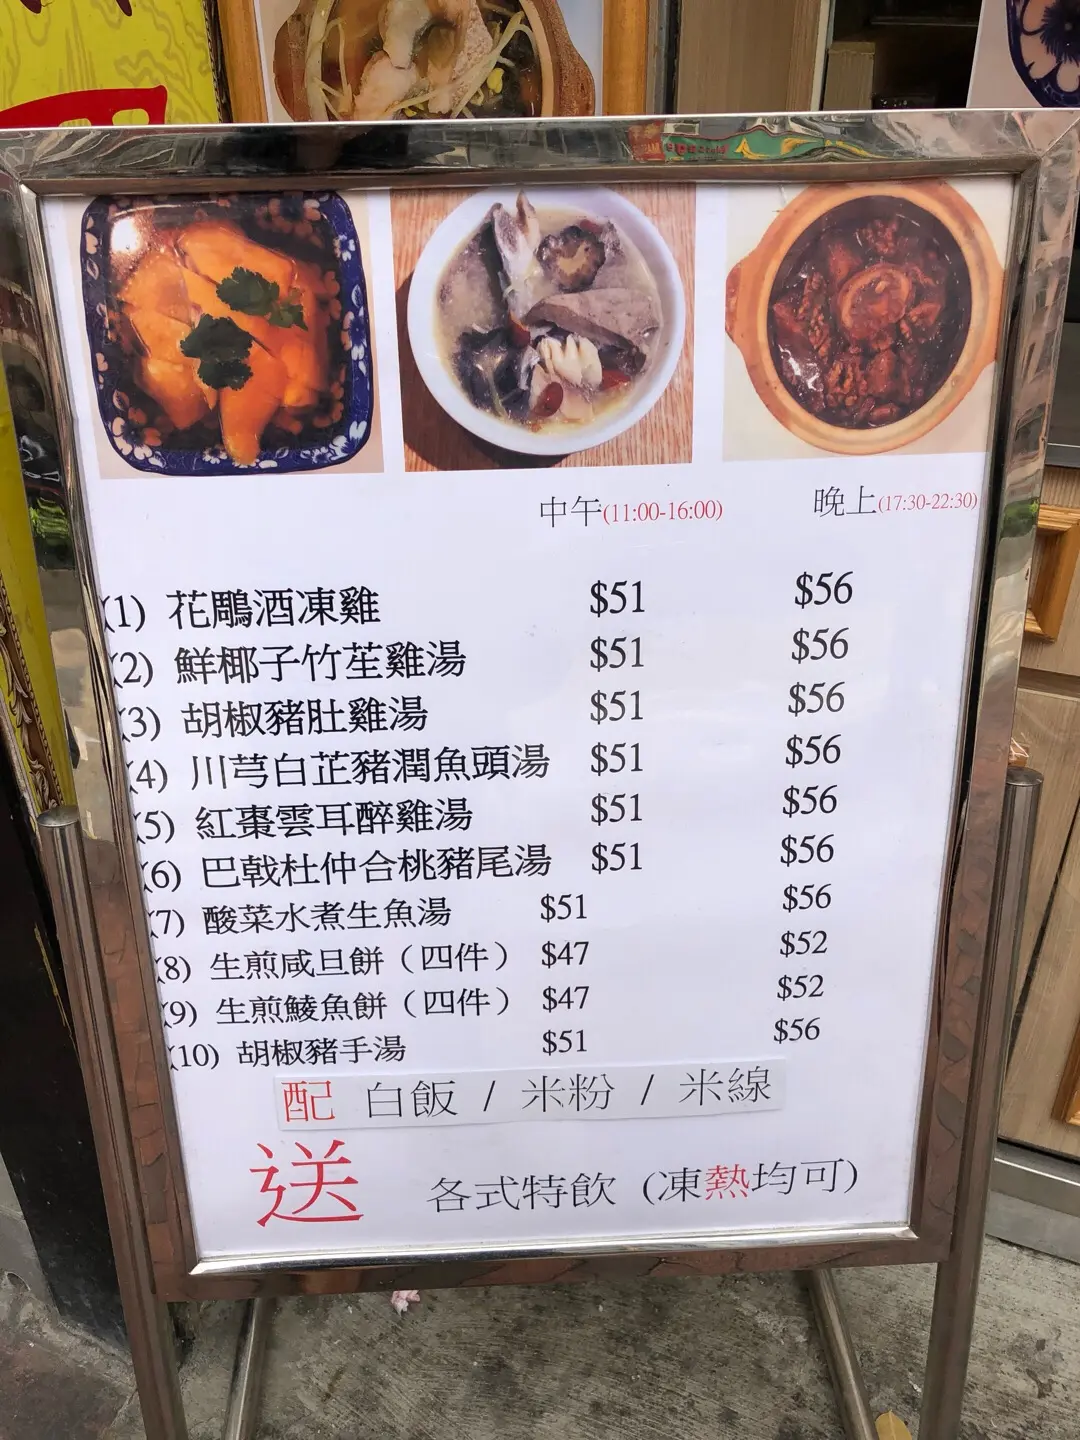 中午(11:00-16:00) 晚上(17:30-22:30)
(1) 花鵰酒凍雞 $51 $56
(2) 鮮椰子竹笙雞湯 $51 $56
(3) 胡椒豬肚雞湯 $51 $56
(4) 川芎白芷豬潤魚頭湯 $51 $56
(5) 紅棗雲耳醉雞湯 $51 $56
(6) 巴戟杜仲合桃豬尾湯 $51 $56
(7) 酸菜水煮生魚湯 $51 $56
(8) 生煎咸旦餅（四件） $47 $52
(9) 生煎鯪魚餅（四件） $47 $52
(10) 胡椒豬手湯 $51 $56
配 白飯 / 米粉 / 米線
送 各式特飲 (凍熱均可)